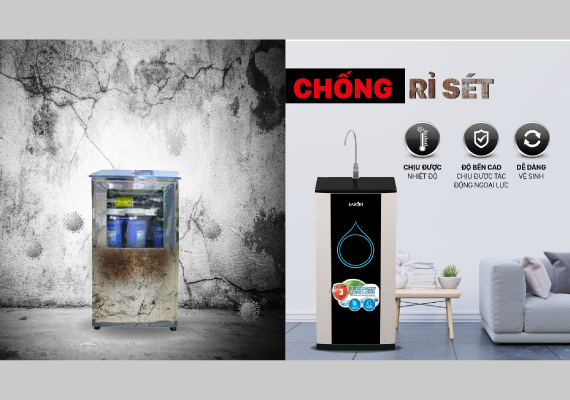 CHỐNG RỈ SÉT
CHỊU ĐƯỢC
NHIỆT ĐỘ
ĐỘ BỀN CAO
CHỊU ĐƯỢC TÁC
ĐỘNG NGOẠI LỰC
DỄ DÀNG
VỆ SINH
KAROFI
3